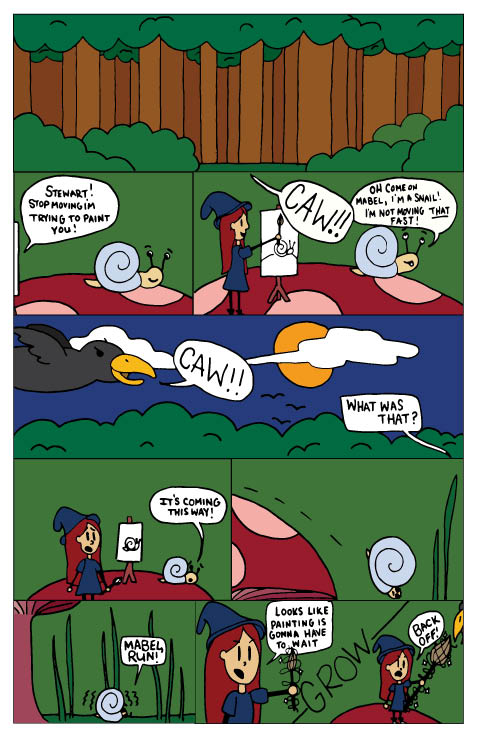 STEWART!
STOP MOVING IM
TRYING TO PAINT
YOU!
CAW!!
OH COME ON
MABEL, I'M A SNAIL!
I'M NOT MOVING THAT
FAST!
CAW!!
WHAT WAS
THAT?
IT'S COMING
THIS WAY!
MABEL,
RUN!
LOOKS LIKE
PAINTING IS
GONNA HAVE
TO WAIT
GROW
BACK
OFF!